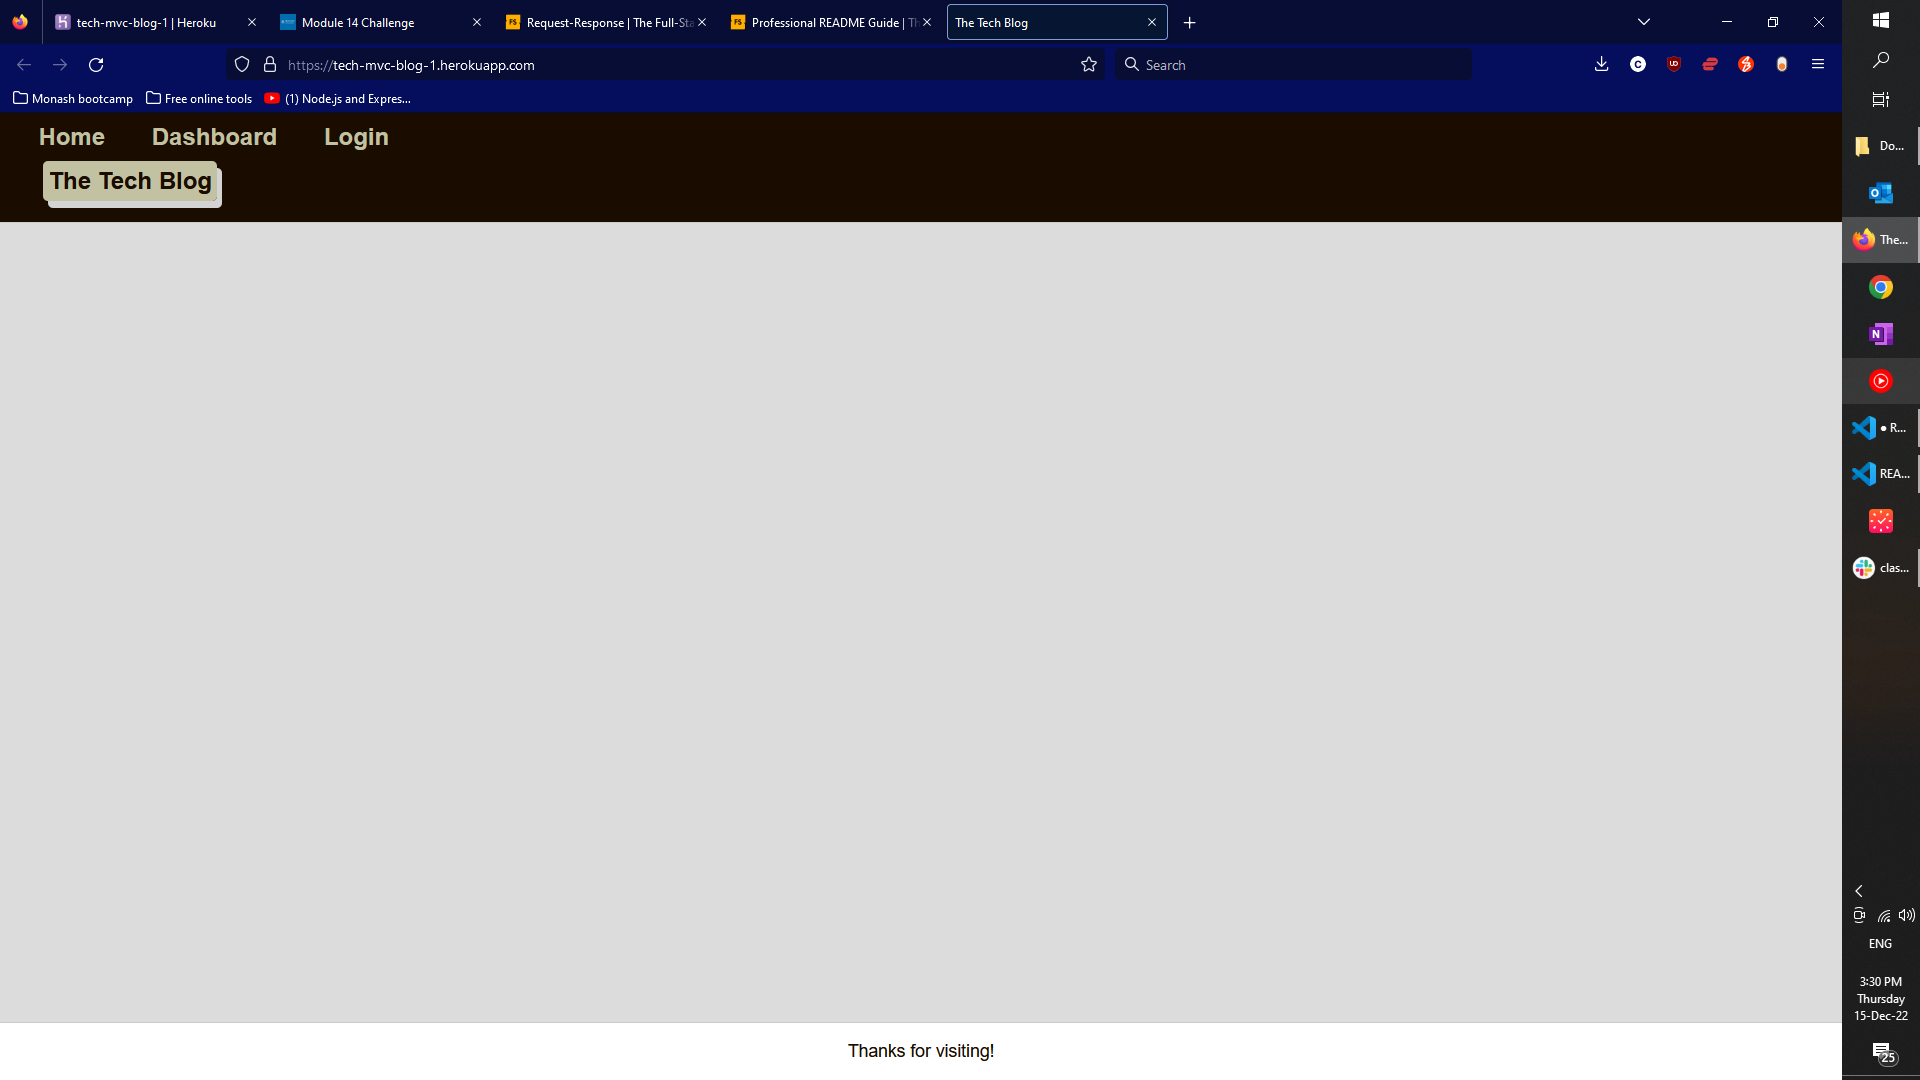 tech-mvc-blog-1 | Heroku
Module 14 Challenge
Request-Response | The Full-Sta
Professional README Guide | Th
The Tech Blog
https://tech-mvc-blog-1.herokuapp.com
Search
Monash bootcamp
Free online tools
(1) Node.js and Expres...
Home
Dashboard
Login
The Tech Blog
Thanks for visiting!
Do...
The...
● R...
REA...
clas...
ENG
3:30 PM
Thursday
15-Dec-22
25